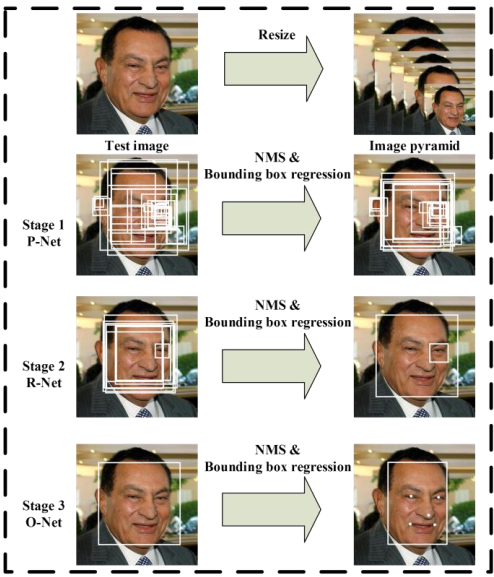 Resize
Test image
Image pyramid
NMS &
Bounding box regression
Stage 1
P-Net
NMS &
Bounding box regression
Stage 2
R-Net
NMS &
Bounding box regression
Stage 3
O-Net